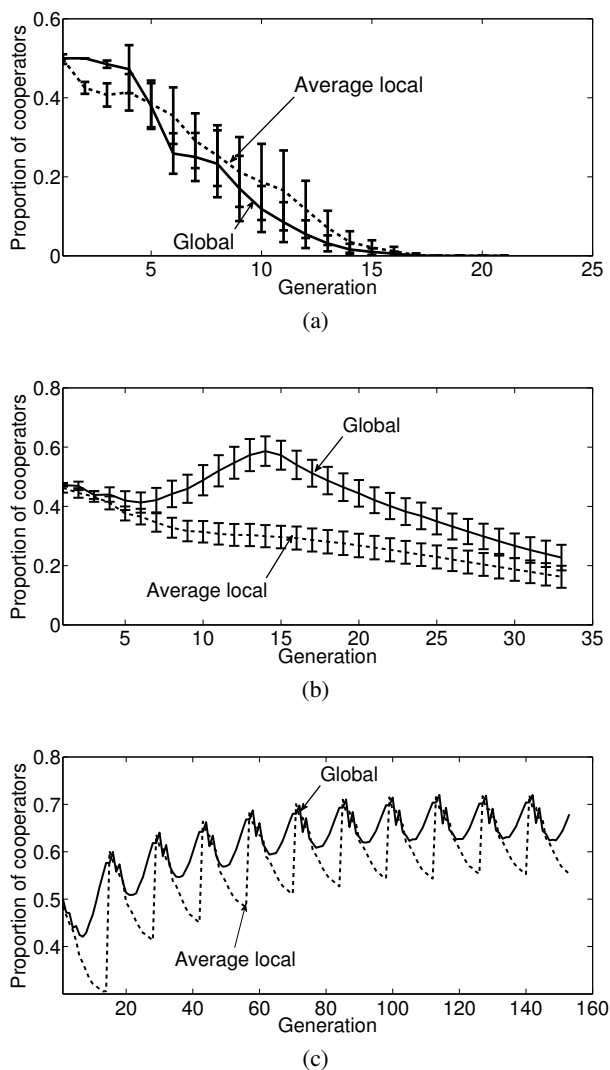 0.6
0.4
0.2
0
Proportion of cooperators
Average local
Global
5 10 15 20 25
Generation
(a)
0.8
0.6
0.4
0.2
0
Proportion of cooperators
Global
Average local
5 10 15 20 25 30 35
Generation
(b)
0.8
0.7
0.6
0.5
0.4
Proportion of cooperators
Global
Average local
20 40 60 80 100 120 140 160
Generation
(c)